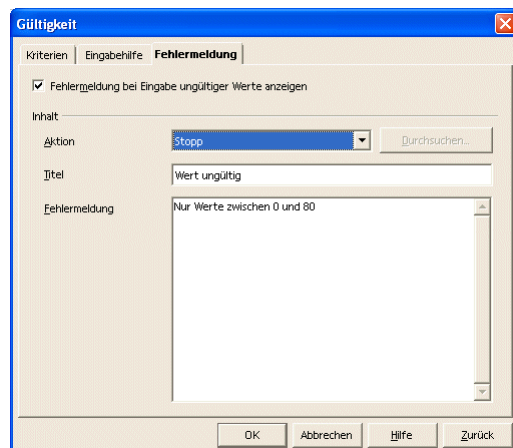 Gültigkeit
Kriterien Eingabehilfe Fehlermeldung
Fehlermeldung bei Eingabe ungültiger Werte anzeigen
Inhalt
Aktion Stopp Durchsuchen...
Titel Wert ungültig
Fehlermeldung Nur Werte zwischen 0 und 80
OK Abbrechen Hilfe Zurück